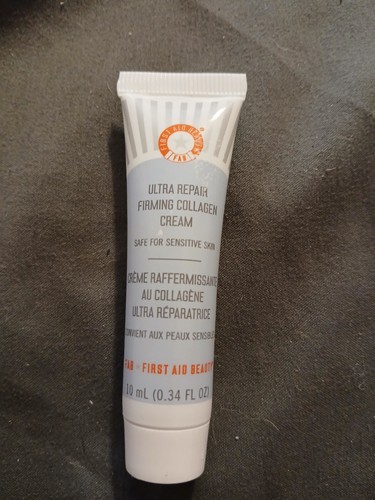 FIRST AID BEAUTY
ULTRA REPAIR
FIRMING COLLAGEN
CREAM
SAFE FOR SENSITIVE SKIN
CRÈME RAFFERMISSANTE
AU COLLAGÈNE
ULTRA RÉPARATRICE
CONVIENT AUX PEAUX SENSIBLES
FAB - FIRST AID BEAUTY
10 mL (0.34 FL OZ)